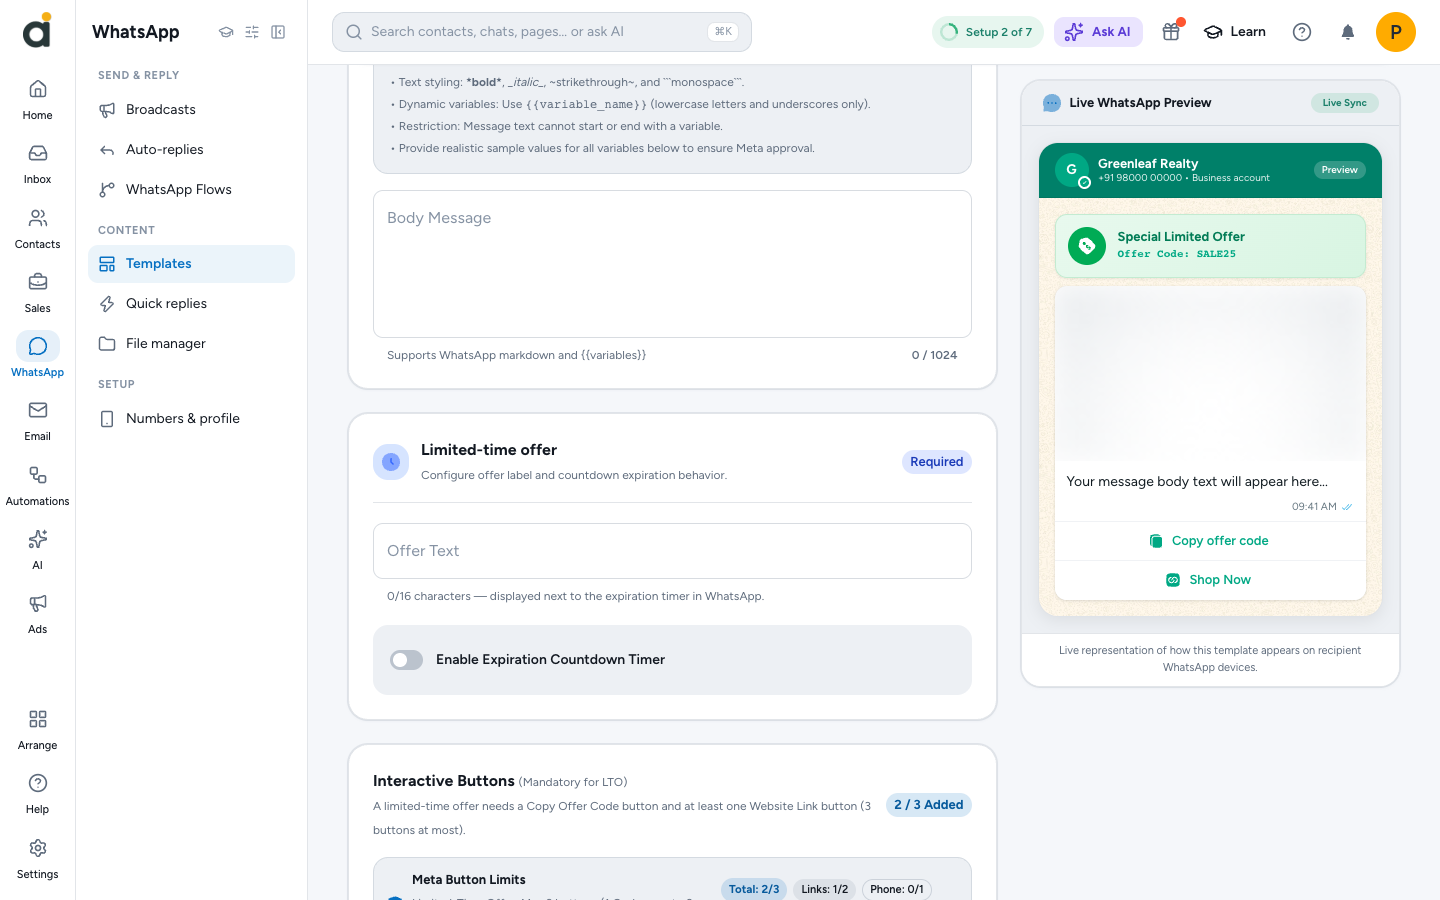 WhatsApp
Search contacts, chats, pages... or ask AI
⌘K
Setup 2 of 7
Ask AI
Learn
P
Home
Inbox
Contacts
Sales
WhatsApp
Email
Automations
AI
Ads
Arrange
Help
Settings
SEND & REPLY
Broadcasts
Auto-replies
WhatsApp Flows
CONTENT
Templates
Quick replies
File manager
SETUP
Numbers & profile
• Text styling: *bold*, _italic_, ~strikethrough~, and ```monospace```.
• Dynamic variables: Use {{variable_name}} (lowercase letters and underscores only).
• Restriction: Message text cannot start or end with a variable.
• Provide realistic sample values for all variables below to ensure Meta approval.
Body Message
Supports WhatsApp markdown and {{variables}}
0 / 1024
Limited-time offer
Configure offer label and countdown expiration behavior.
Required
Offer Text
0/16 characters — displayed next to the expiration timer in WhatsApp.
Enable Expiration Countdown Timer
Interactive Buttons (Mandatory for LTO)
A limited-time offer needs a Copy Offer Code button and at least one Website Link button (3
buttons at most).
2 / 3 Added
Meta Button Limits
Total: 2/3
Links: 1/2
Phone: 0/1
Live WhatsApp Preview
Live Sync
G
Greenleaf Realty
+91 98000 00000 • Business account
Preview
Special Limited Offer
Offer Code: SALE25
Your message body text will appear here...
09:41 AM
Copy offer code
Shop Now
Live representation of how this template appears on recipient
WhatsApp devices.